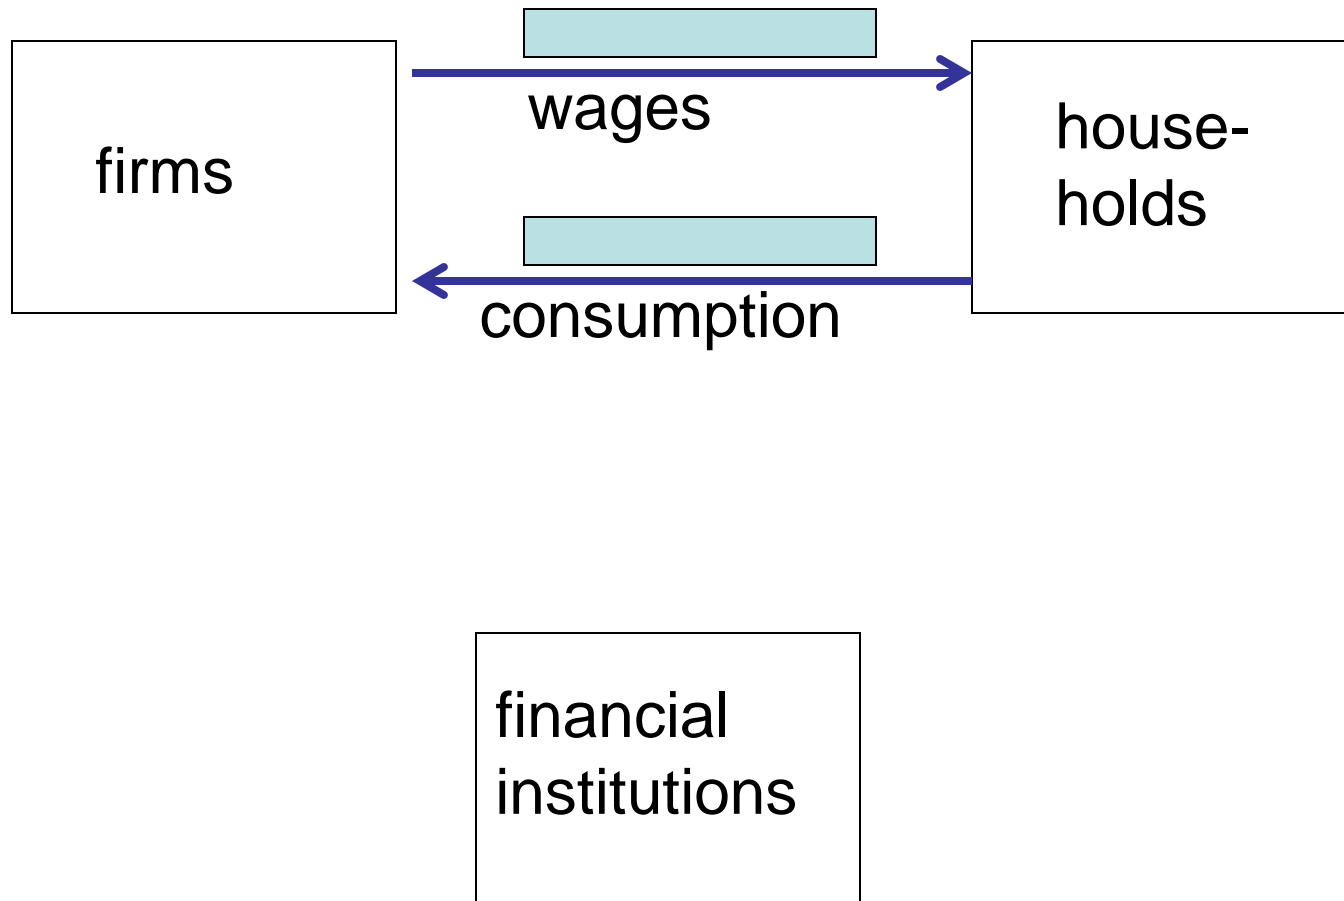 wages
firms
house-
holds
consumption
financial
institutions